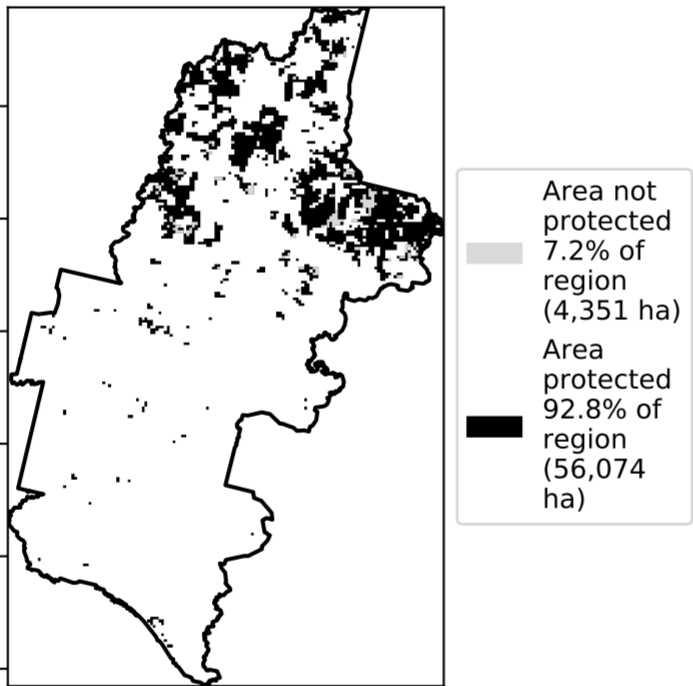 Area not
protected
7.2% of
region
(4,351 ha)
Area
protected
92.8% of
region
(56,074
ha)